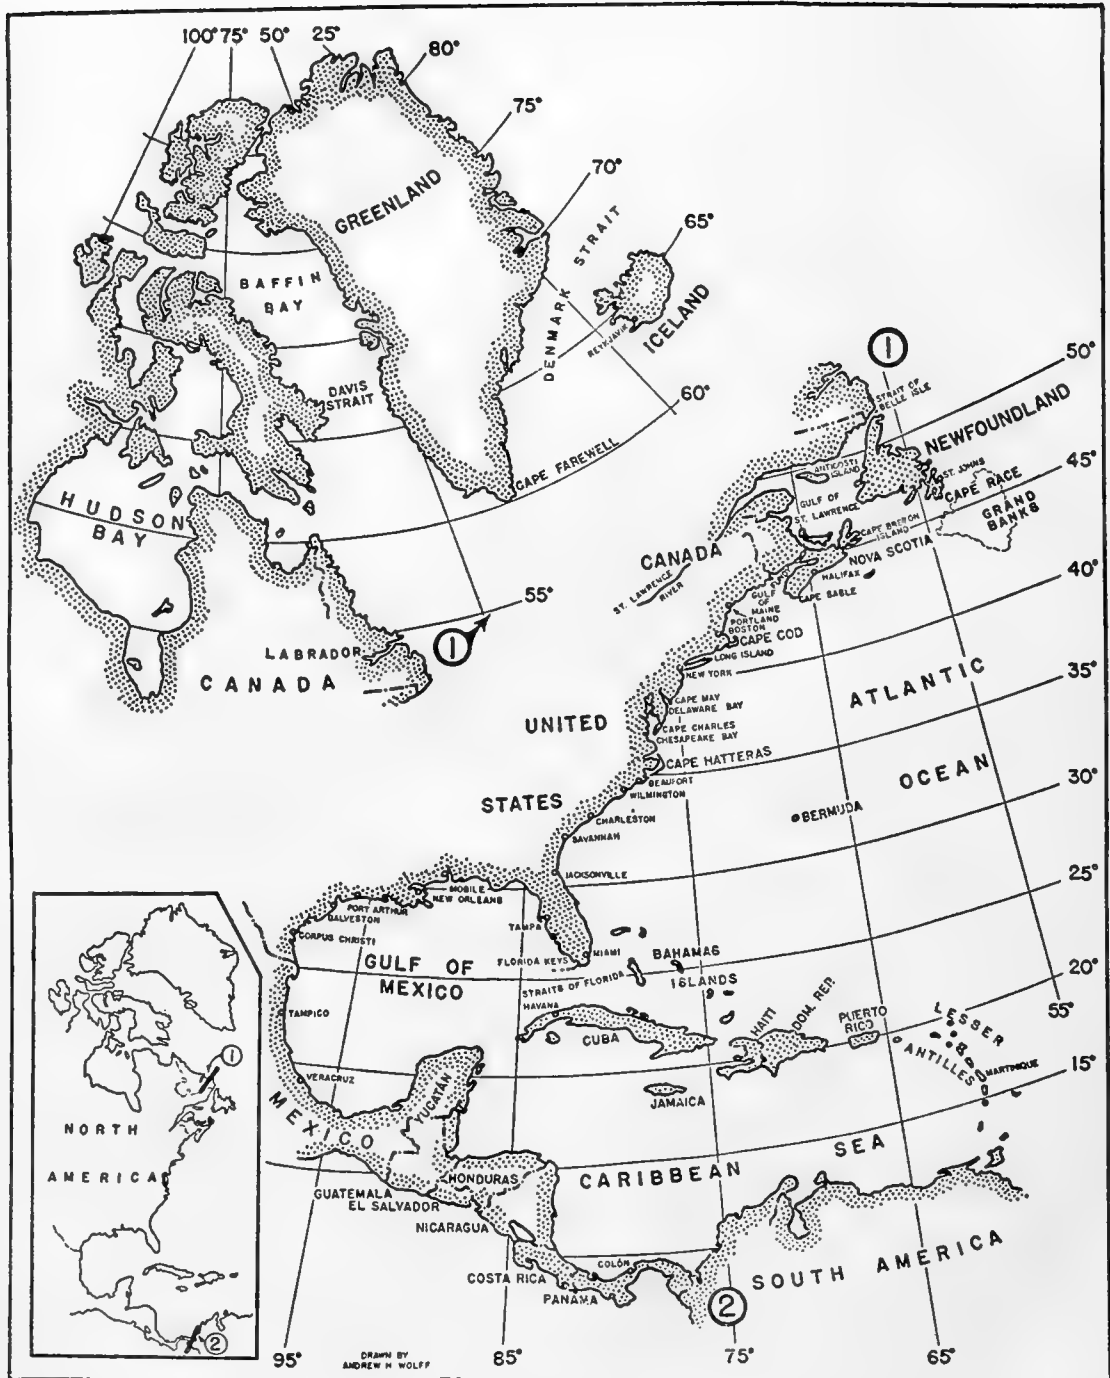 100° 75° 50° 25°
80°
75°
70°
65°
60°
55°
GREENLAND
BAFFIN
BAY
DAVIS
STRAIT
DENMARK STRAIT
REYKJAVIK
ICELAND
CAPE FAREWELL
HUDSON
BAY
LABRADOR
CANADA
1
1
50°
STRAIT OF
BELLE ISLE
NEWFOUNDLAND
ANTICOSTI
ISLAND
ST. JOHNS
45°
CAPE RACE
GRAND
BANKS
GULF OF
ST. LAWRENCE
CAPE BRETON
ISLAND
CANADA
NOVA SCOTIA
HALIFAX
CAPE SABLE
40°
ST. LAWRENCE
RIVER
GULF
OF
MAINE
PORTLAND
BOSTON
CAPE COD
LONG ISLAND
NEW YORK
35°
ATLANTIC
OCEAN
UNITED
STATES
CAPE MAY
DELAWARE BAY
CAPE CHARLES
CHESAPEAKE BAY
CAPE HATTERAS
BEAUFORT
WILMINGTON
CHARLESTON
SAVANNAH
JACKSONVILLE
30°
BERMUDA
25°
MOBILE
NEW ORLEANS
PORT ARTHUR
GALVESTON
CORPUS CHRISTI
TAMPA
MIAMI
FLORIDA KEYS
GULF OF
MEXICO
STRAITS OF FLORIDA
HAVANA
BAHAMAS
ISLANDS
20°
55°
TAMPICO
CUBA
HAITI
DOM. REP.
PUERTO
RICO
LESSER
ANTILLES
MARTINIQUE
15°
VERACRUZ
YUCATÁN
JAMAICA
MEXICO
CARIBBEAN SEA
HONDURAS
GUATEMALA
EL SALVADOR
NICARAGUA
COSTA RICA
COLÓN
PANAMA
SOUTH AMERICA
2
95°
85°
75°
65°
DRAWN BY
ANDREW H WOLFF
1
NORTH
AMERICA
2